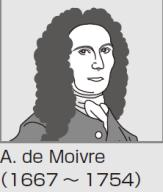 A. de Moivre
（1667 ~ 1754）